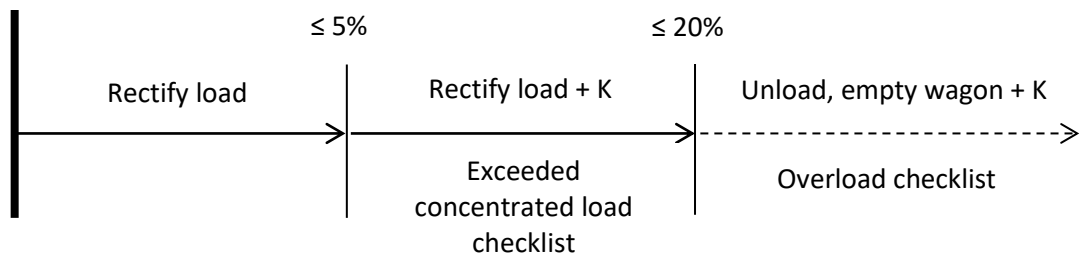 ≤ 5%
≤ 20%
Rectify load
Rectify load + K
Unload, empty wagon + K
Exceeded
concentrated load
checklist
Overload checklist